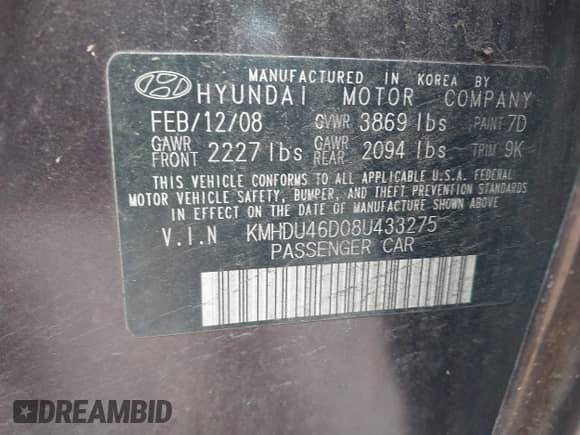 MANUFACTURED IN KOREA BY
HYUNDAI MOTOR COMPANY
FEB/12/08 GVWR 3869 lbs PAINT 7D
GAWR FRONT 2227 lbs GAWR REAR 2094 lbs TRIM 9K
THIS VEHICLE CONFORMS TO ALL APPLICABLE U.S.A. FEDERAL
MOTOR VEHICLE SAFETY, BUMPER, AND THEFT PREVENTION STANDARDS
IN EFFECT ON THE DATE OF MANUFACTURE SHOWN ABOVE
V.I.N KMHDU46D08U433275
PASSENGER CAR
DREAMBID